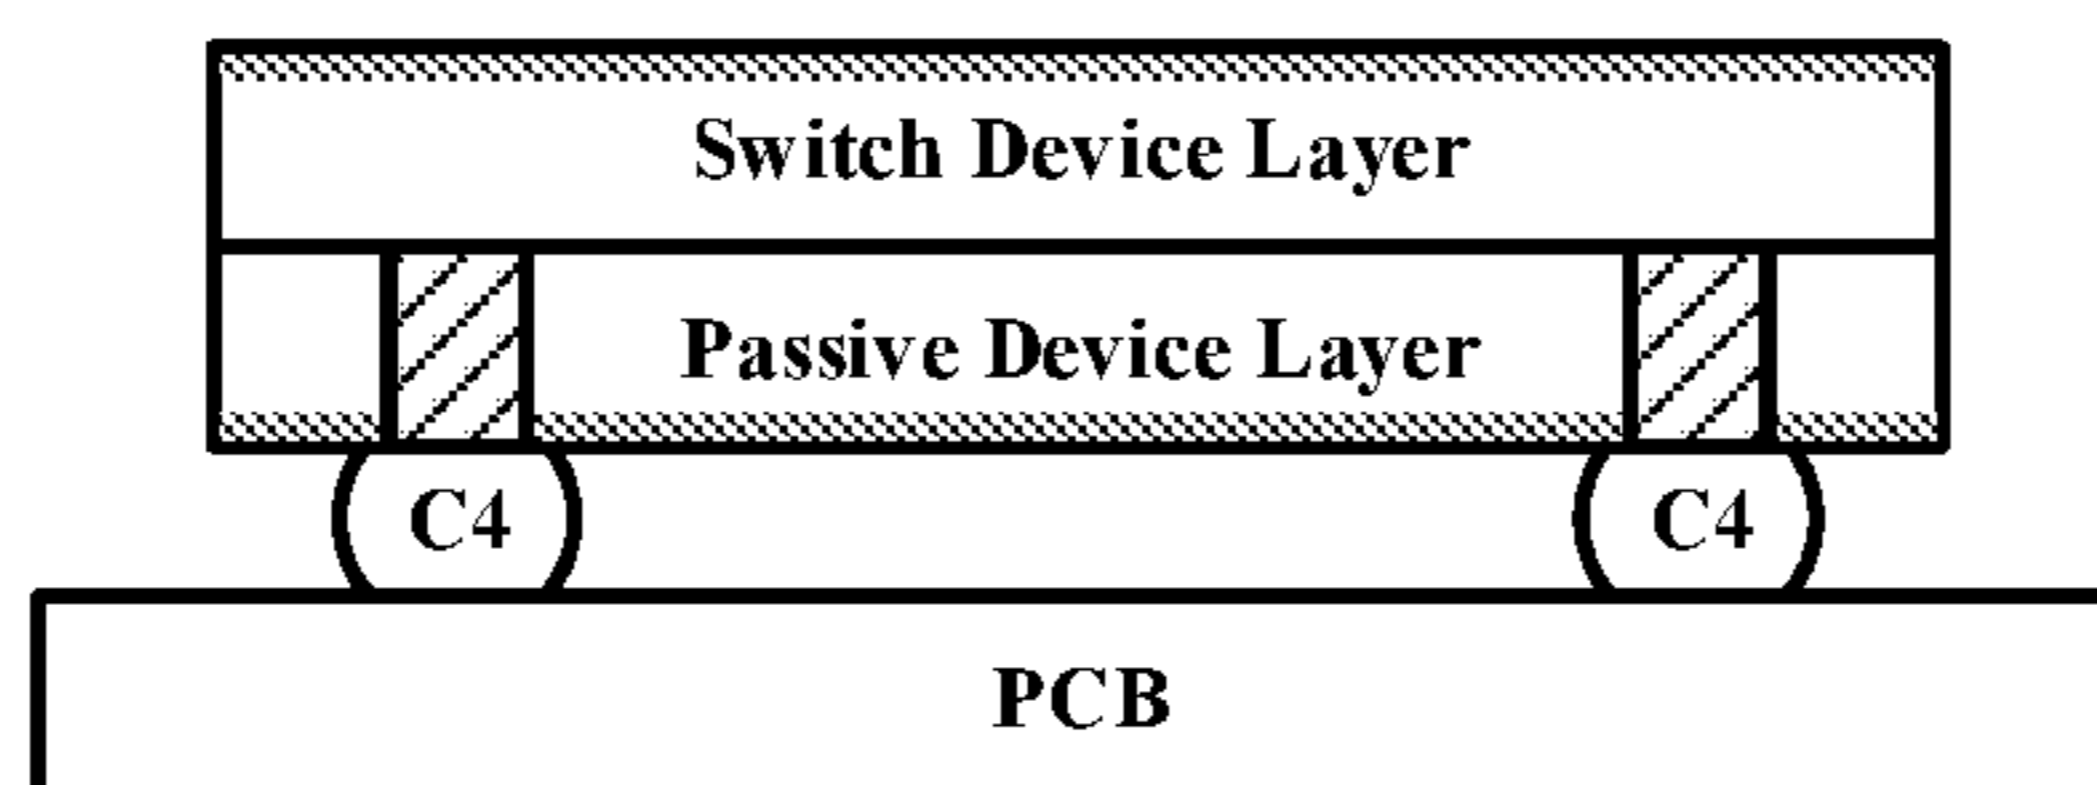 Switch Device Layer
Passive Device Layer
C4
C4
PCB